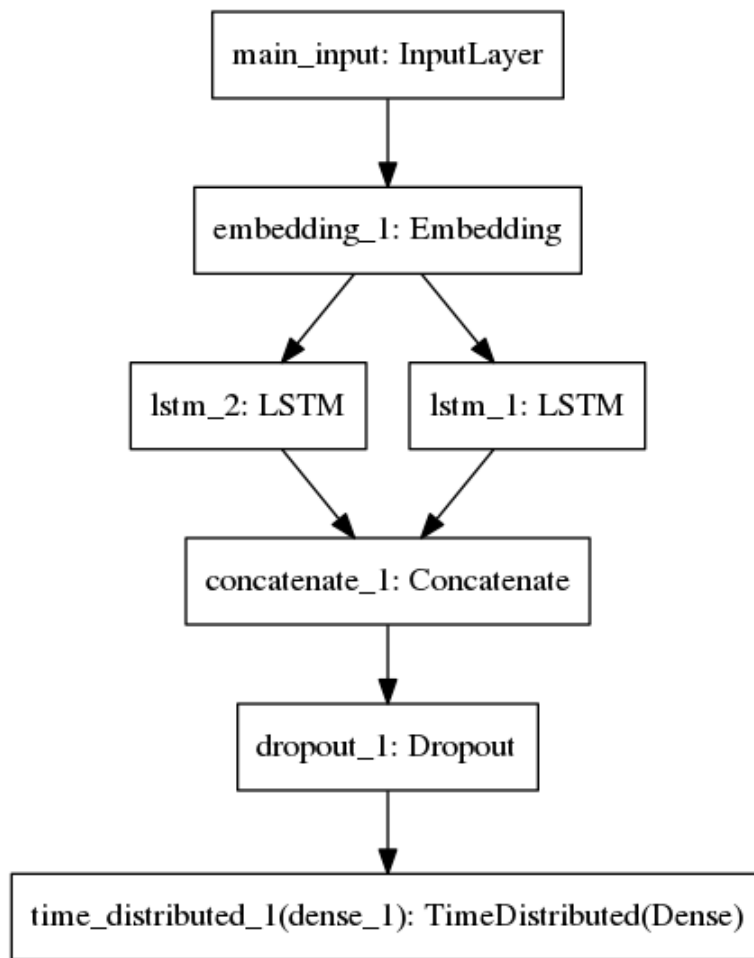 main_input: InputLayer
embedding_1: Embedding
lstm_2: LSTM
lstm_1: LSTM
concatenate_1: Concatenate
dropout_1: Dropout
time_distributed_1(dense_1): TimeDistributed(Dense)